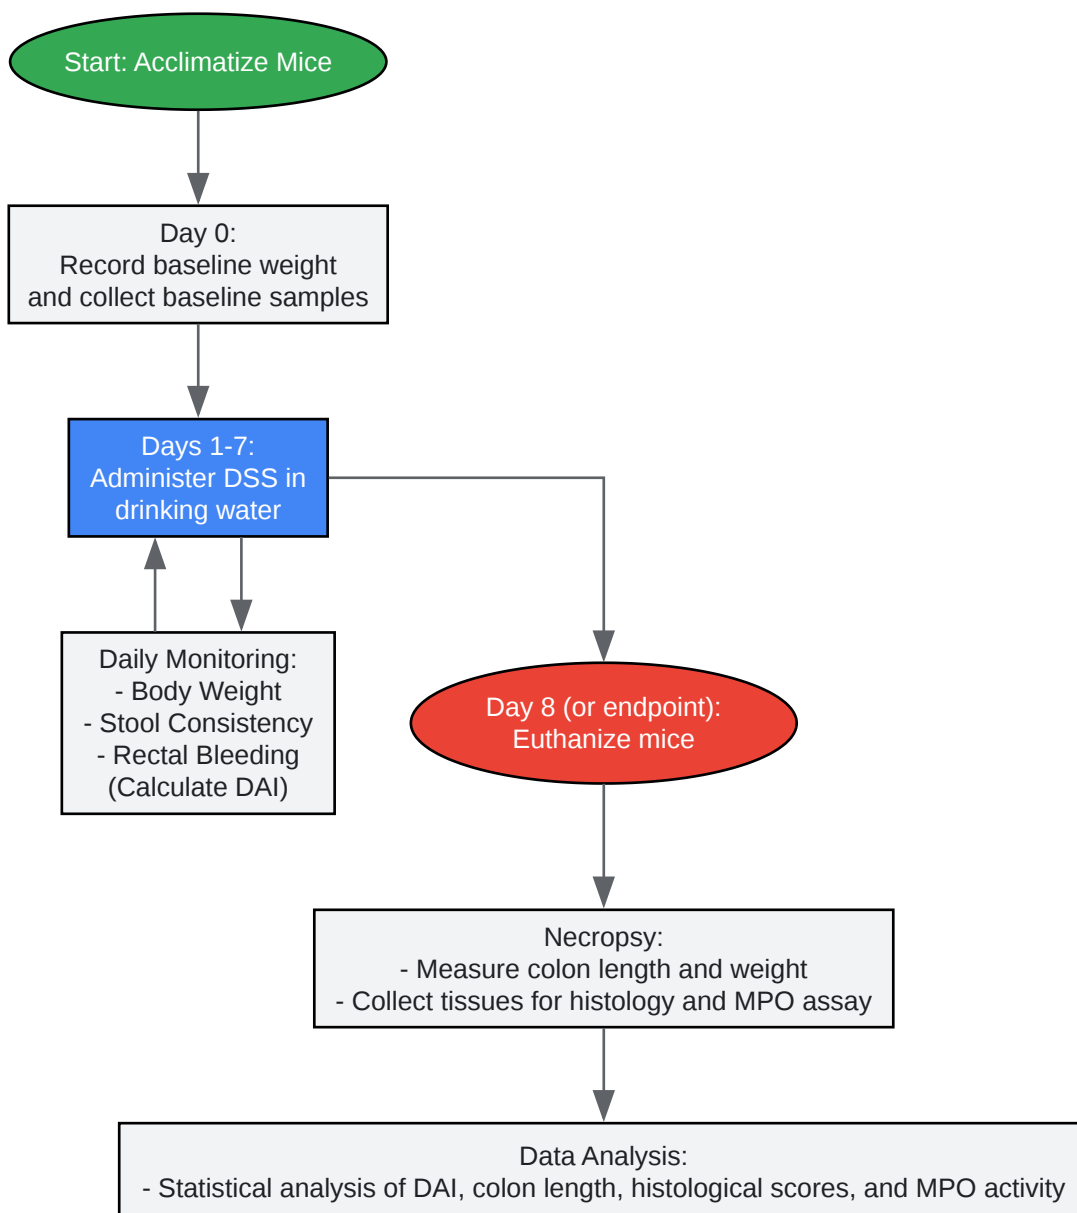 Start: Acclimatize Mice
Day 0:
Record baseline weight
and collect baseline samples
Days 1-7:
Administer DSS in
drinking water
Daily Monitoring:
- Body Weight
- Stool Consistency
- Rectal Bleeding
(Calculate DAI)
Day 8 (or endpoint):
Euthanize mice
Necropsy:
- Measure colon length and weight
- Collect tissues for histology and MPO assay
Data Analysis:
- Statistical analysis of DAI, colon length, histological scores, and MPO activity